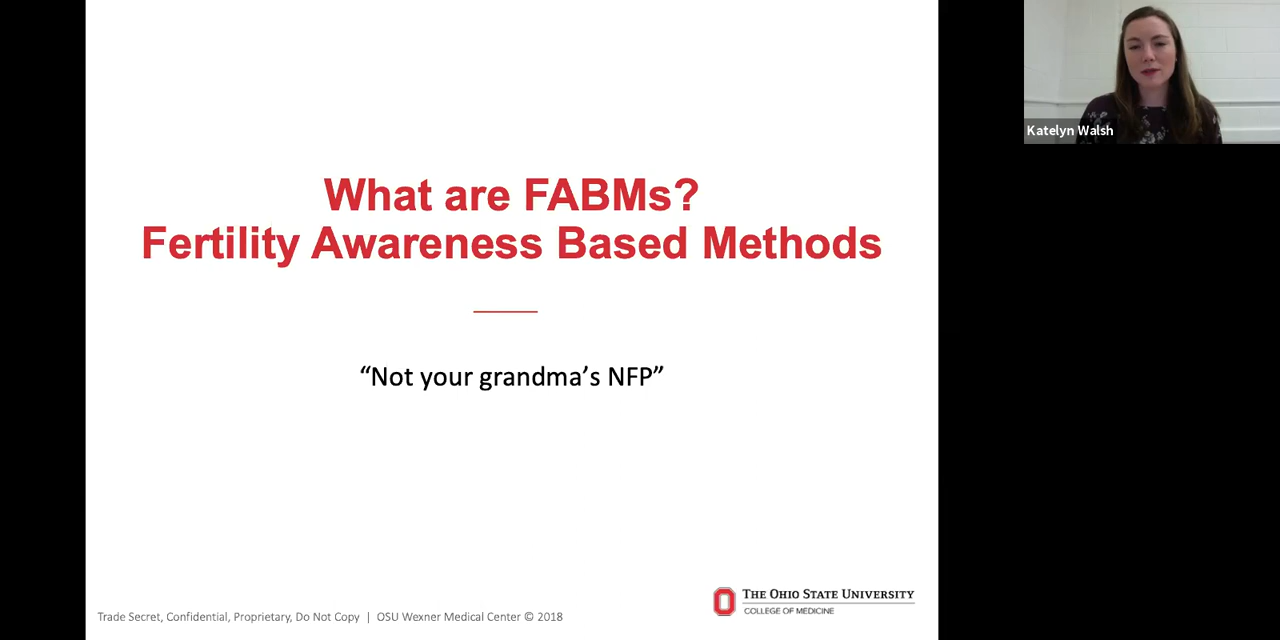 What are FABMs?
Fertility Awareness Based Methods
“Not your grandma’s NFP”
Trade Secret, Confidential, Proprietary, Do Not Copy | OSU Wexner Medical Center © 2018
THE OHIO STATE UNIVERSITY
COLLEGE OF MEDICINE
Katelyn Walsh